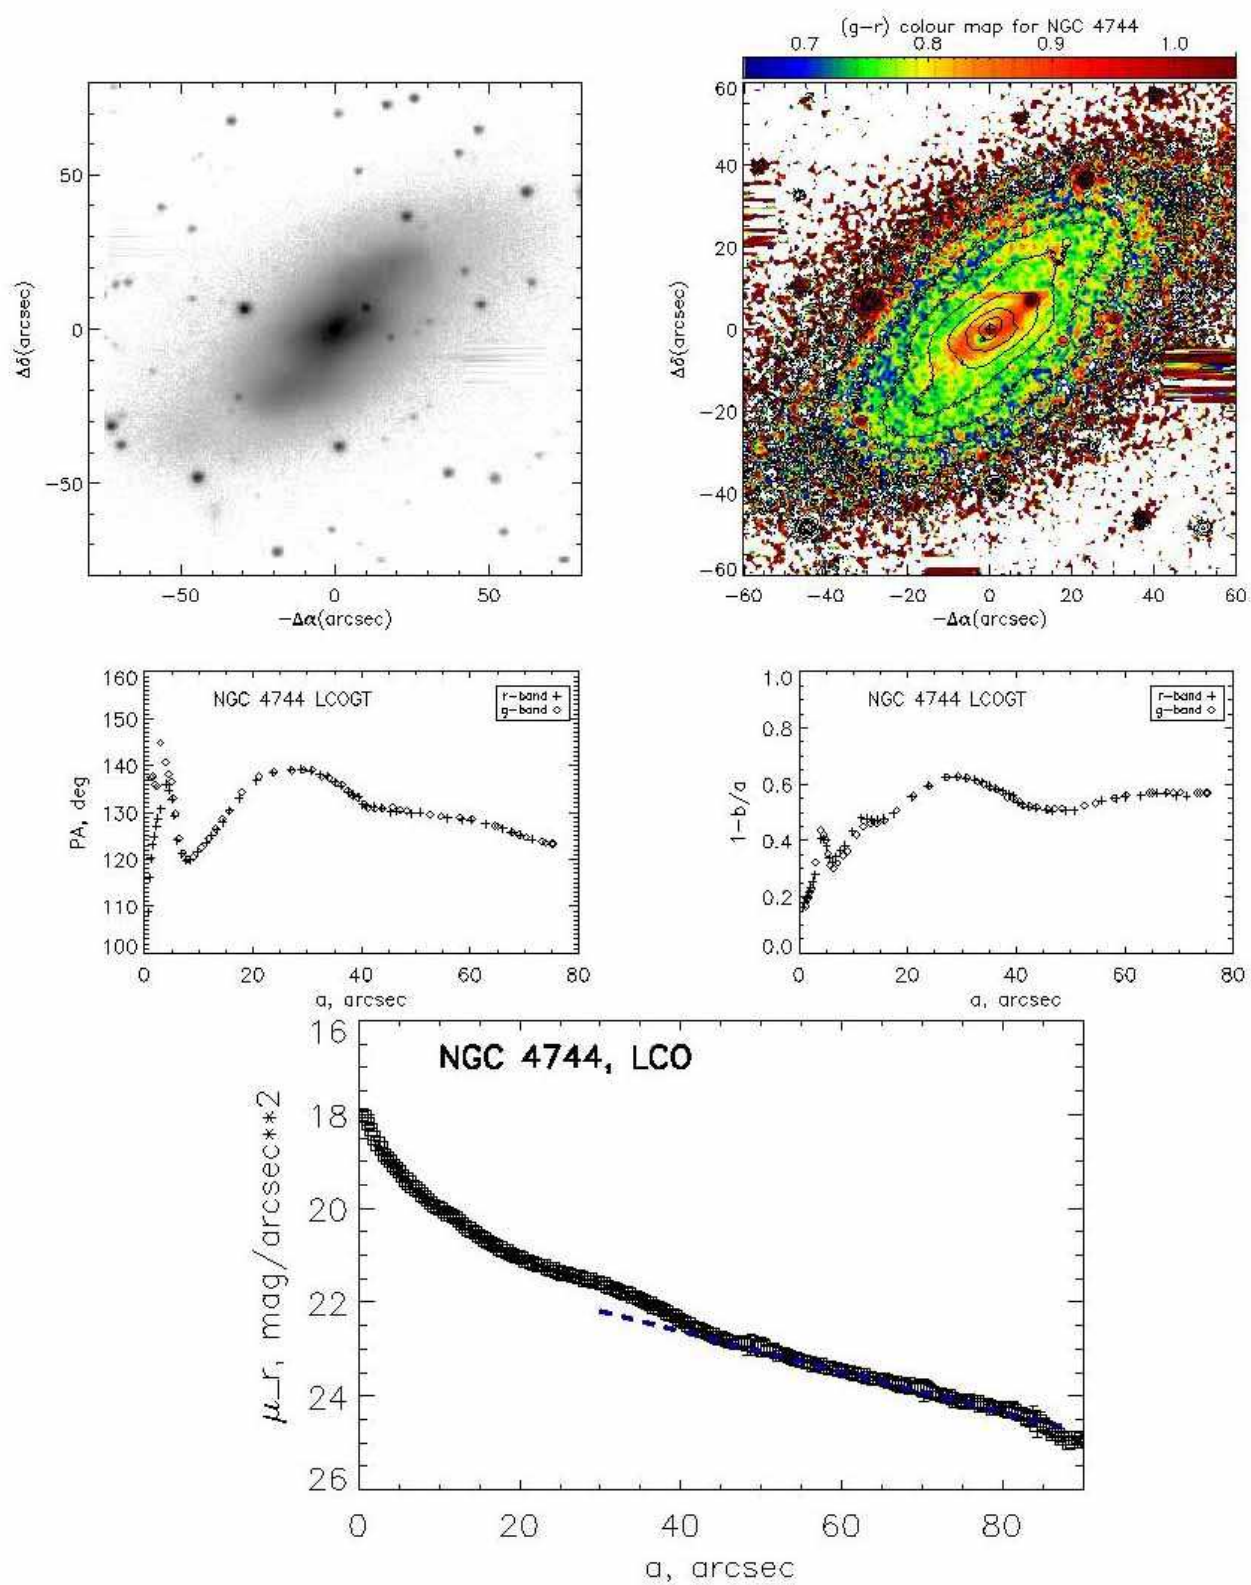 (g-r) colour map for NGC 4744
0.7 0.8 0.9 1.0
50
0
-50
Δδ(arcsec)
-50 0 50
-Δα(arcsec)
60
40
20
0
-20
-40
-60
Δδ(arcsec)
-60 -40 -20 0 20 40 60
-Δα(arcsec)
NGC 4744 LCOGT
r-band +
g-band ◇
160
150
140
130
120
110
100
PA, deg
0 20 40 60 80
a, arcsec
NGC 4744 LCOGT
r-band +
g-band ◇
1.0
0.8
0.6
0.4
0.2
0.0
1-b/a
0 20 40 60 80
a, arcsec
NGC 4744, LCO
16
18
20
22
24
26
μ_r, mag/arcsec**2
0 20 40 60 80
a, arcsec